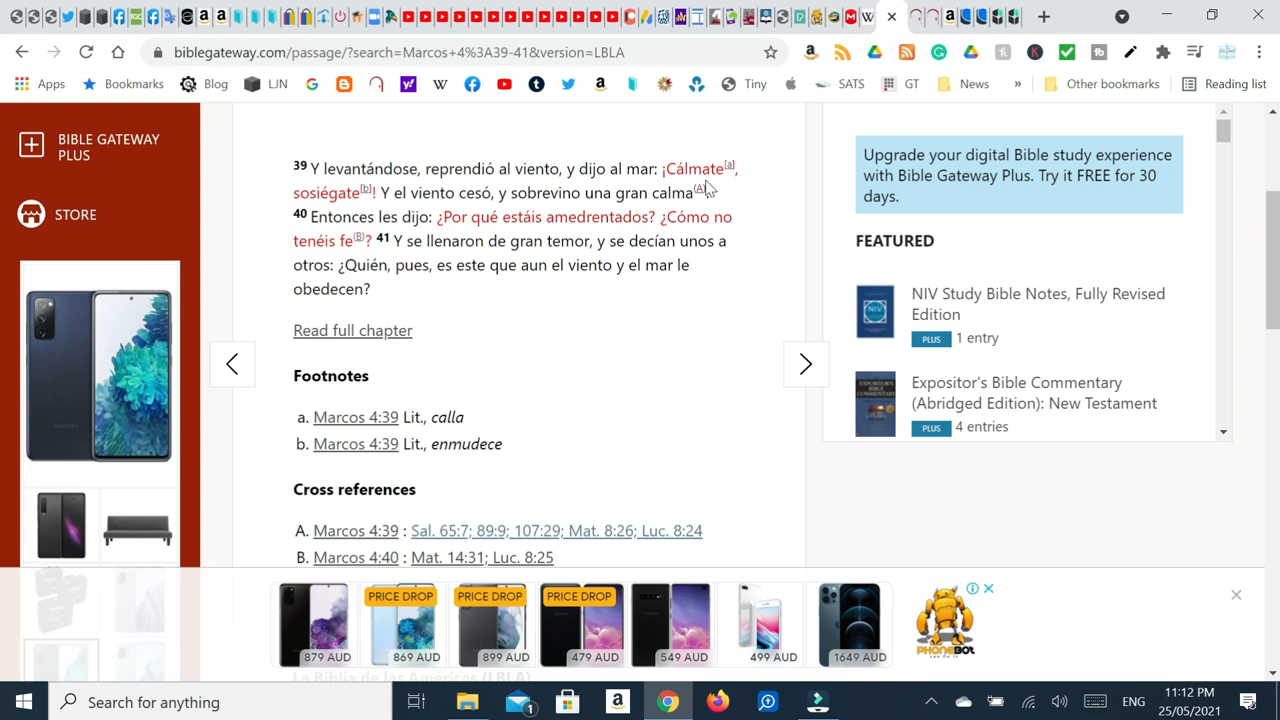 biblegateway.com/passage/?search=Marcos+4%3A39-41&version=LBLA
Apps
Bookmarks
Blog
LJN
Tiny
SATS
GT
News
»
Other bookmarks
Reading list
BIBLE GATEWAY
PLUS
STORE
39 Y levantándose, reprendió al viento, y dijo al mar: ¡Cálmate[a],
sosiégate[b]! Y el viento cesó, y sobrevino una gran calma(A).
40 Entonces les dijo: ¿Por qué estáis amedrentados? ¿Cómo no
tenéis fe(B)? 41 Y se llenaron de gran temor, y se decían unos a
otros: ¿Quién, pues, es este que aun el viento y el mar le
obedecen?
Read full chapter
Footnotes
a. Marcos 4:39 Lit., calla
b. Marcos 4:39 Lit., enmudece
Cross references
A. Marcos 4:39 : Sal. 65:7; 89:9; 107:29; Mat. 8:26; Luc. 8:24
B. Marcos 4:40 : Mat. 14:31; Luc. 8:25
La Biblia de las Américas (LBLA)
Upgrade your digital Bible study experience
with Bible Gateway Plus. Try it FREE for 30
days.
FEATURED
NIV Study Bible Notes, Fully Revised
Edition
PLUS 1 entry
Expositor's Bible Commentary
(Abridged Edition): New Testament
PLUS 4 entries
PRICE DROP
PRICE DROP
PRICE DROP
879 AUD
869 AUD
899 AUD
479 AUD
549 AUD
499 AUD
1649 AUD
PHONEBOT
Search for anything
1
ENG
11:12 PM
25/05/2021